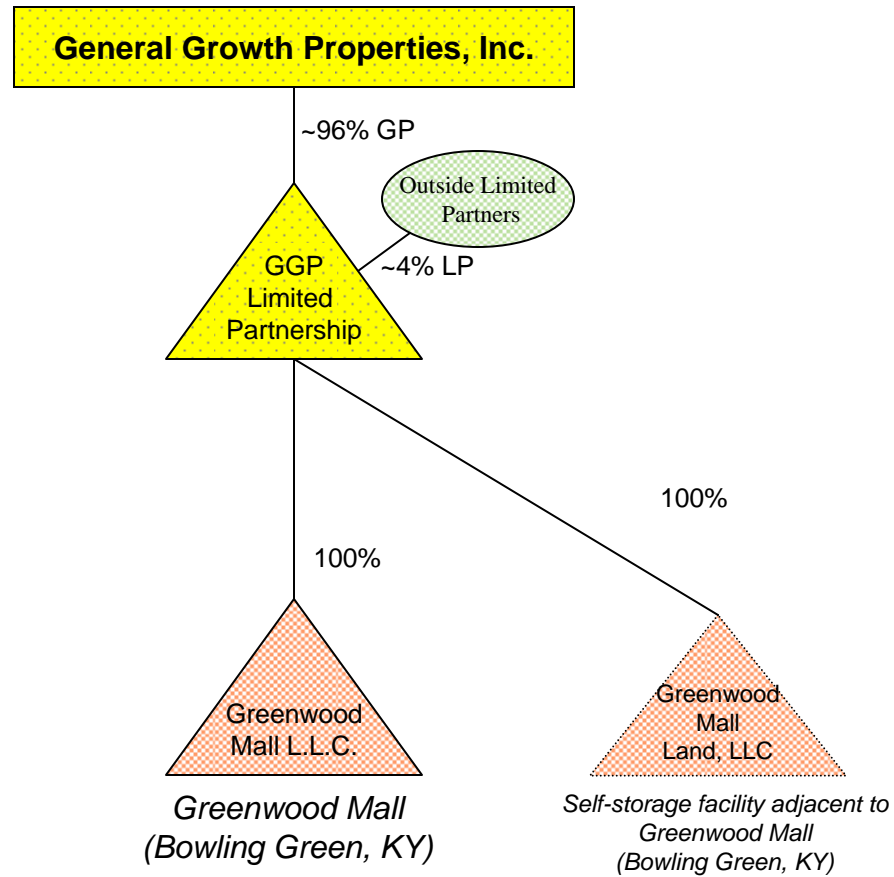 General Growth Properties, Inc.
~96% GP
Outside Limited
Partners
~4% LP
GGP
Limited
Partnership
100%
100%
Greenwood
Mall L.L.C.
Greenwood
Mall
Land, LLC
Greenwood Mall
(Bowling Green, KY)
Self-storage facility adjacent to
Greenwood Mall
(Bowling Green, KY)